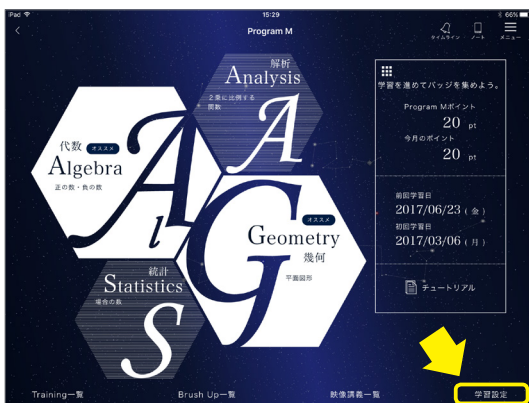 iPad
15:29
66%
Program M
タイムライン
ノート
メニュー
解析
Analysis
2乗に比例する
関数
A
代数 オススメ
Algebra
正の数・負の数
Al
オススメ
Geometry
幾何
平面図形
G
統計
Statistics
場合の数
S
学習を進めてバッジを集めよう。
Program Mポイント
20 pt
今月のポイント
20 pt
前回学習日
2017/06/23 ( 金 )
初回学習日
2017/03/06 ( 月 )
チュートリアル
Training一覧
Brush Up一覧
映像講義一覧
学習設定